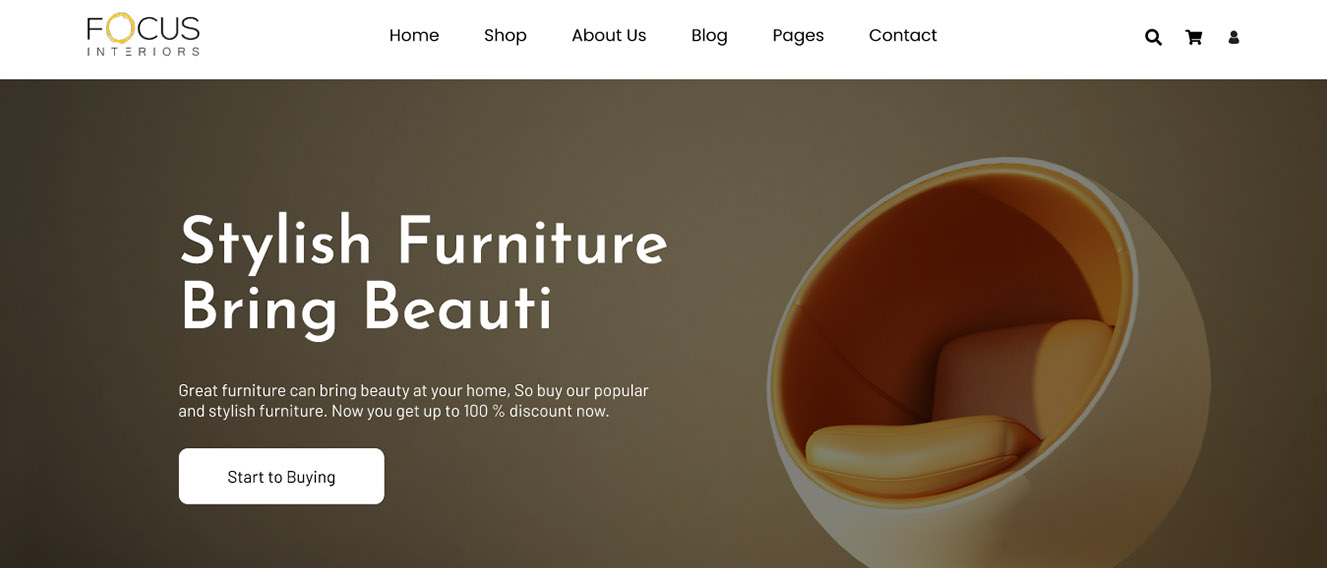 FOCUS
INTERIORS
Home Shop About Us Blog Pages Contact
Stylish Furniture
Bring Beauti
Great furniture can bring beauty at your home, So buy our popular
and stylish furniture. Now you get up to 100 % discount now.
Start to Buying